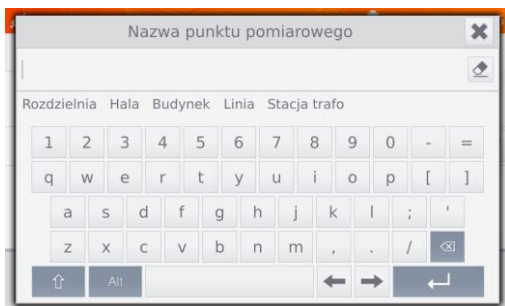 Nazwa punktu pomiarowego
Rozdzielnia Hala Budynek Linia Stacja trafo
1 2 3 4 5 6 7 8 9 0 - =
q w e r t y u i o p [ ]
a s d f g h j k l ; '
z x c v b n m , . /
Alt